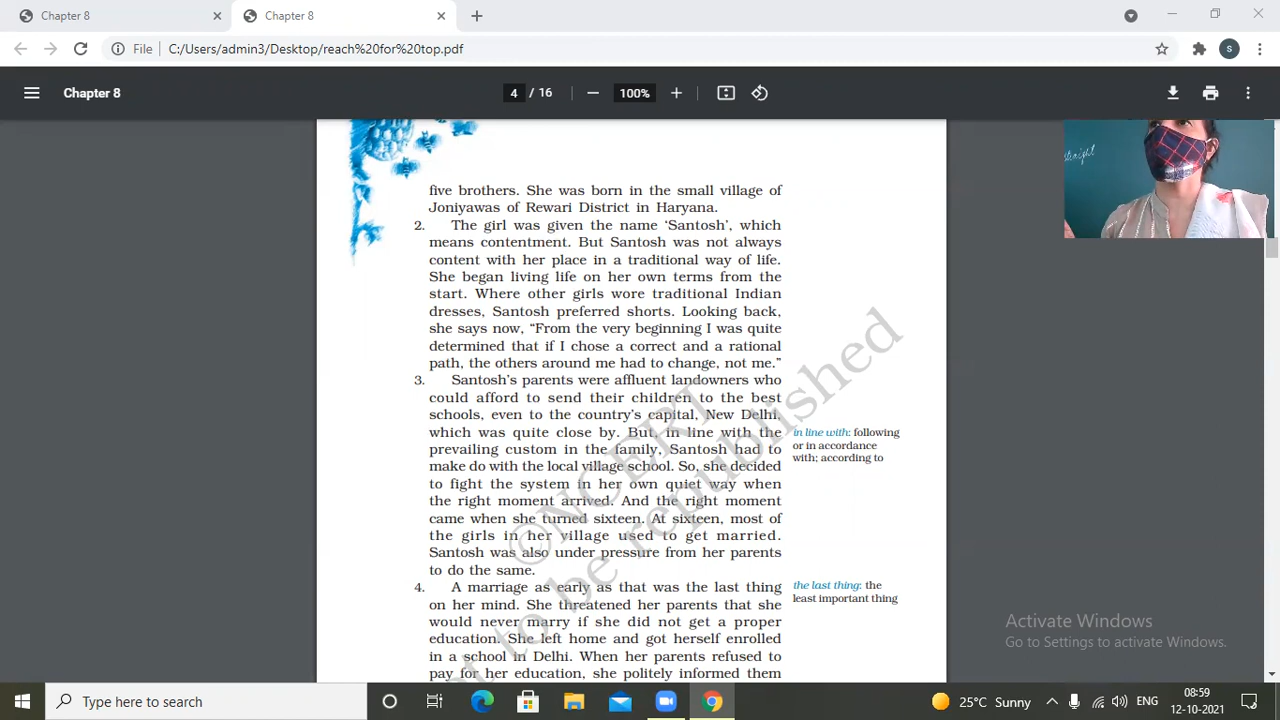 Chapter 8
Chapter 8
File
C:/Users/admin3/Desktop/reach%20for%20top.pdf
S
Chapter 8
4 / 16
100%
straight
five brothers. She was born in the small village of
Joniyawas of Rewari District in Haryana.
2. The girl was given the name ‘Santosh’, which
means contentment. But Santosh was not always
content with her place in a traditional way of life.
She began living life on her own terms from the
start. Where other girls wore traditional Indian
dresses, Santosh preferred shorts. Looking back,
she says now, “From the very beginning I was quite
determined that if I chose a correct and a rational
path, the others around me had to change, not me.”
3. Santosh’s parents were affluent landowners who
could afford to send their children to the best
schools, even to the country’s capital, New Delhi,
which was quite close by. But, in line with the
prevailing custom in the family, Santosh had to
make do with the local village school. So, she decided
to fight the system in her own quiet way when
the right moment arrived. And the right moment
came when she turned sixteen. At sixteen, most of
the girls in her village used to get married.
Santosh was also under pressure from her parents
to do the same.
in line with: following
or in accordance
with; according to
4. A marriage as early as that was the last thing
on her mind. She threatened her parents that she
would never marry if she did not get a proper
education. She left home and got herself enrolled
in a school in Delhi. When her parents refused to
pay for her education, she politely informed them
the last thing: the
least important thing
©NCERT
not to be republished
Activate Windows
Go to Settings to activate Windows.
Type here to search
25°C Sunny
ENG
08:59
12-10-2021